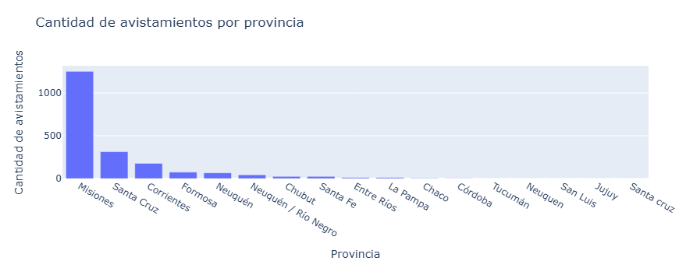 Cantidad de avistamientos por provincia
Cantidad de avistamientos
1000
500
0
Misiones
Santa Cruz
Corrientes
Formosa
Neuquén
Neuquén / Río Negro
Chubut
Santa Fe
Entre Ríos
La Pampa
Chaco
Córdoba
Tucumán
Neuquen
San Luis
Jujuy
Santa cruz
Provincia